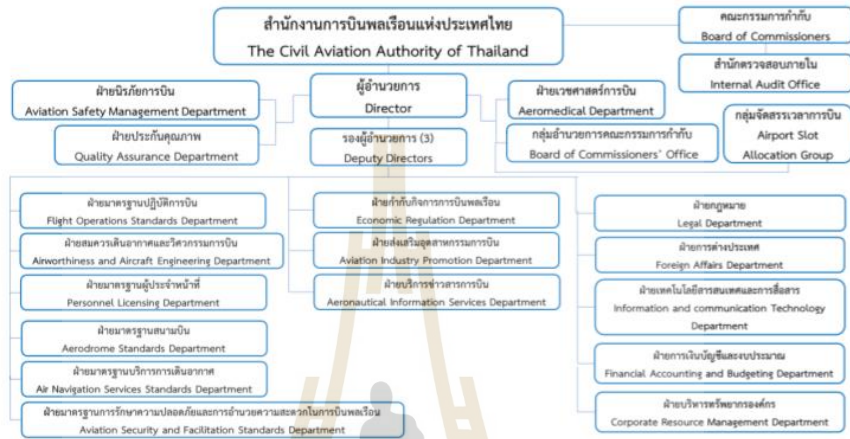 สำนักงานการบินพลเรือนแห่งประเทศไทย
The Civil Aviation Authority of Thailand
คณะกรรมการกำกับ
Board of Commissioners
สำนักตรวจสอบภายใน
Internal Audit Office
ฝ่ายนิรภัยการบิน
Aviation Safety Management Department
ผู้อำนวยการ
Director
ฝ่ายเวชศาสตร์การบิน
Aeromedical Department
กลุ่มจัดสรรเวลาการบิน
Airport Slot
Allocation Group
ฝ่ายประกันคุณภาพ
Quality Assurance Department
รองผู้อำนวยการ (3)
Deputy Directors
กลุ่มอำนวยการคณะกรรมการกำกับ
Board of Commissioners' Office
ฝ่ายมาตรฐานปฏิบัติการบิน
Flight Operations Standards Department
ฝ่ายสมควรเดินอากาศและวิศวกรรมการบิน
Airworthiness and Aircraft Engineering Department
ฝ่ายมาตรฐานผู้ประจำหน้าที่
Personnel Licensing Department
ฝ่ายมาตรฐานสนามบิน
Aerodrome Standards Department
ฝ่ายมาตรฐานบริการการเดินอากาศ
Air Navigation Services Standards Department
ฝ่ายมาตรฐานการรักษาความปลอดภัยและการอำนวยความสะดวกในการบินพลเรือน
Aviation Security and Facilitation Standards Department
ฝ่ายกำกับกิจการการบินพลเรือน
Economic Regulation Department
ฝ่ายส่งเสริมอุตสาหกรรมการบิน
Aviation Industry Promotion Department
ฝ่ายบริการข่าวสารการบิน
Aeronautical Information Services Department
ฝ่ายกฎหมาย
Legal Department
ฝ่ายการต่างประเทศ
Foreign Affairs Department
ฝ่ายเทคโนโลยีสารสนเทศและการสื่อสาร
Information and communication Technology
Department
ฝ่ายการเงินบัญชีและงบประมาณ
Financial Accounting and Budgeting Department
ฝ่ายบริหารทรัพยากรองค์กร
Corporate Resource Management Department